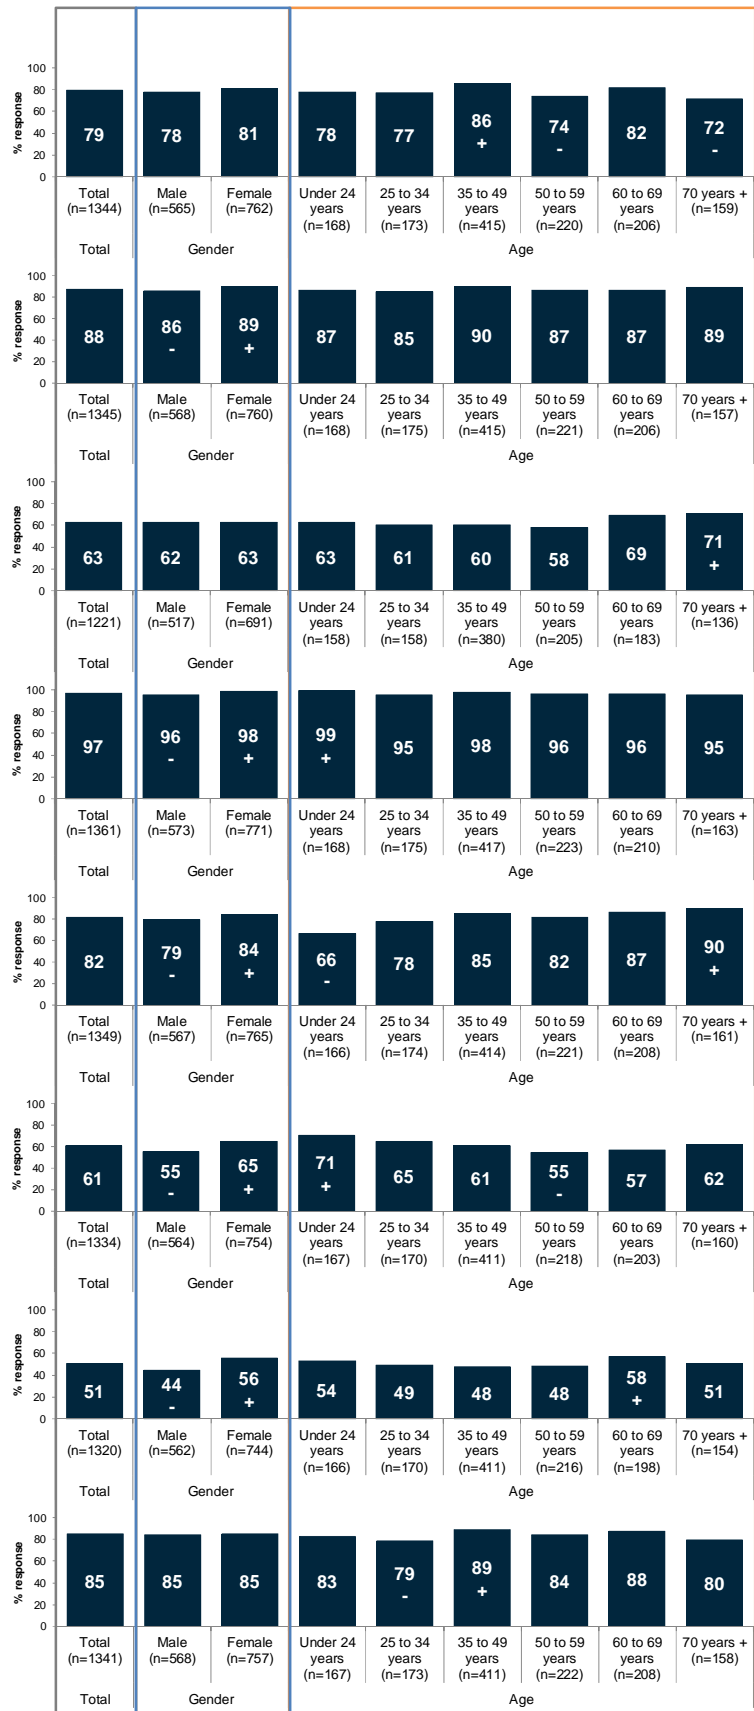 % response
100
80
60
40
20
0
79 78 81 78 77 86 74 82 72
+ - -
Total Male Female Under 24 25 to 34 35 to 49 50 to 59 60 to 69 70 years +
(n=1344) (n=565) (n=762) years years years years years (n=159)
(n=168) (n=173) (n=415) (n=220) (n=206)
Total Gender Age
% response
100
80
60
40
20
0
88 86 89 87 85 90 87 87 89
- +
Total Male Female Under 24 25 to 34 35 to 49 50 to 59 60 to 69 70 years +
(n=1345) (n=568) (n=760) years years years years years (n=157)
(n=168) (n=175) (n=415) (n=221) (n=206)
Total Gender Age
% response
100
80
60
40
20
0
63 62 63 63 61 60 58 69 71
+
Total Male Female Under 24 25 to 34 35 to 49 50 to 59 60 to 69 70 years +
(n=1221) (n=517) (n=691) years years years years years (n=136)
(n=158) (n=158) (n=380) (n=205) (n=183)
Total Gender Age
% response
100
80
60
40
20
0
97 96 98 99 95 98 96 96 95
- + +
Total Male Female Under 24 25 to 34 35 to 49 50 to 59 60 to 69 70 years +
(n=1361) (n=573) (n=771) years years years years years (n=163)
(n=168) (n=175) (n=417) (n=223) (n=210)
Total Gender Age
% response
100
80
60
40
20
0
82 79 84 66 78 85 82 87 90
- + - +
Total Male Female Under 24 25 to 34 35 to 49 50 to 59 60 to 69 70 years +
(n=1349) (n=567) (n=765) years years years years years (n=161)
(n=166) (n=174) (n=414) (n=221) (n=208)
Total Gender Age
% response
100
80
60
40
20
0
61 55 65 71 65 61 55 57 62
- + + -
Total Male Female Under 24 25 to 34 35 to 49 50 to 59 60 to 69 70 years +
(n=1334) (n=564) (n=754) years years years years years (n=160)
(n=167) (n=170) (n=411) (n=218) (n=203)
Total Gender Age
% response
100
80
60
40
20
0
51 44 56 54 49 48 48 58 51
- + +
Total Male Female Under 24 25 to 34 35 to 49 50 to 59 60 to 69 70 years +
(n=1320) (n=562) (n=744) years years years years years (n=154)
(n=166) (n=170) (n=411) (n=216) (n=198)
Total Gender Age
% response
100
80
60
40
20
0
85 85 85 83 79 89 84 88 80
- +
Total Male Female Under 24 25 to 34 35 to 49 50 to 59 60 to 69 70 years +
(n=1341) (n=568) (n=757) years years years years years (n=158)
(n=167) (n=173) (n=411) (n=222) (n=208)
Total Gender Age